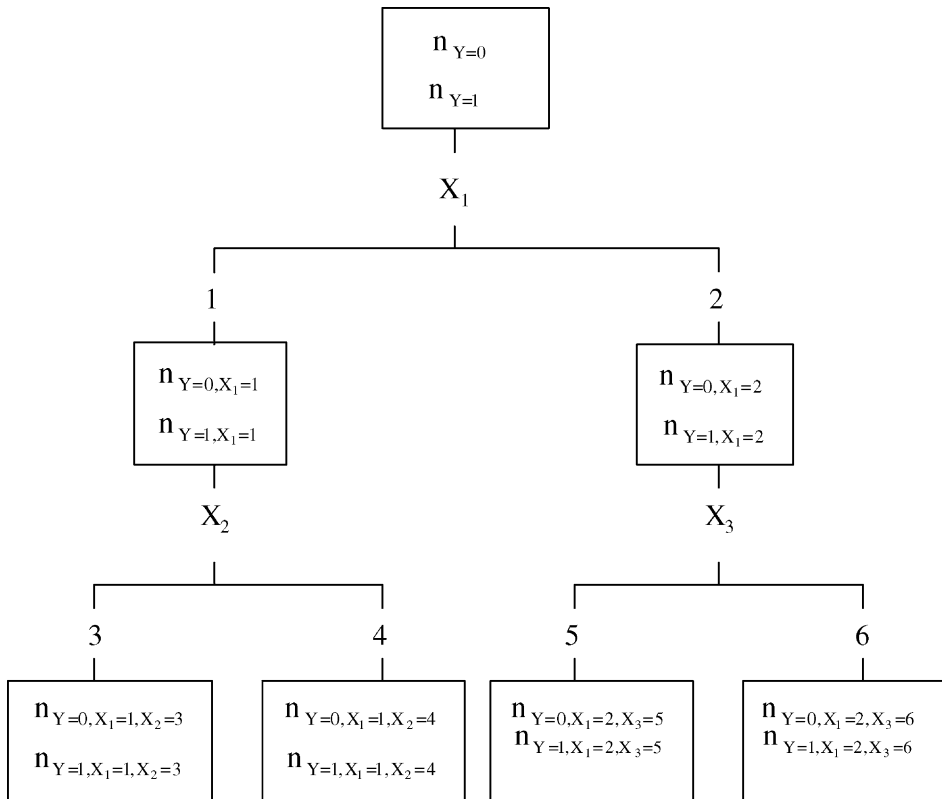 n Y=0
n Y=1
X₁
1 2
n Y=0,X₁=1
n Y=1,X₁=1
n Y=0,X₁=2
n Y=1,X₁=2
X₂ X₃
3 4 5 6
n Y=0,X₁=1,X₂=3
n Y=1,X₁=1,X₂=3
n Y=0,X₁=1,X₂=4
n Y=1,X₁=1,X₂=4
n Y=0,X₁=2,X₃=5
n Y=1,X₁=2,X₃=5
n Y=0,X₁=2,X₃=6
n Y=1,X₁=2,X₃=6